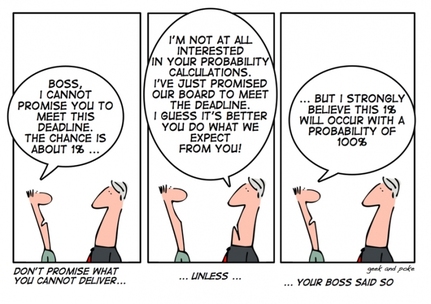 BOSS,
I CANNOT
PROMISE YOU TO
MEET THIS
DEADLINE.
THE CHANCE IS
ABOUT 1% ...
I'M NOT AT ALL
INTERESTED
IN YOUR PROBABILITY
CALCULATIONS.
I'VE JUST PROMISED
OUR BOARD TO MEET
THE DEADLINE.
I GUESS IT'S BETTER
YOU DO WHAT WE
EXPECT
FROM YOU!
... BUT I STRONGLY
BELIEVE THIS 1%
WILL OCCUR WITH A
PROBABILITY OF
100%
geek and poke
DON'T PROMISE WHAT
YOU CANNOT DELIVER...
... UNLESS ...
... YOUR BOSS SAID SO